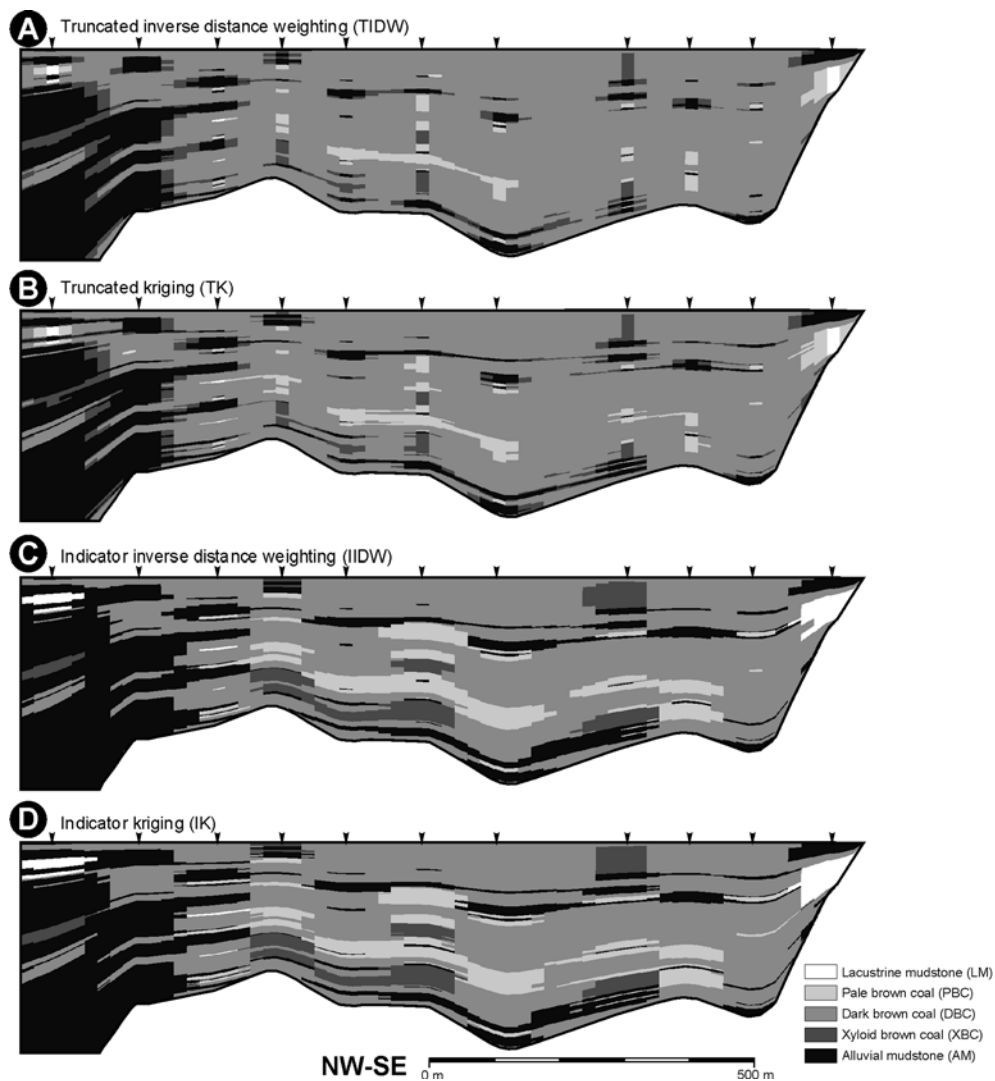 A Truncated inverse distance weighting (TIDW)
B Truncated kriging (TK)
C Indicator inverse distance weighting (IIDW)
D Indicator kriging (IK)
Lacustrine mudstone (LM)
Pale brown coal (PBC)
Dark brown coal (DBC)
Xyloid brown coal (XBC)
Alluvial mudstone (AM)
NW-SE
0 m 500 m